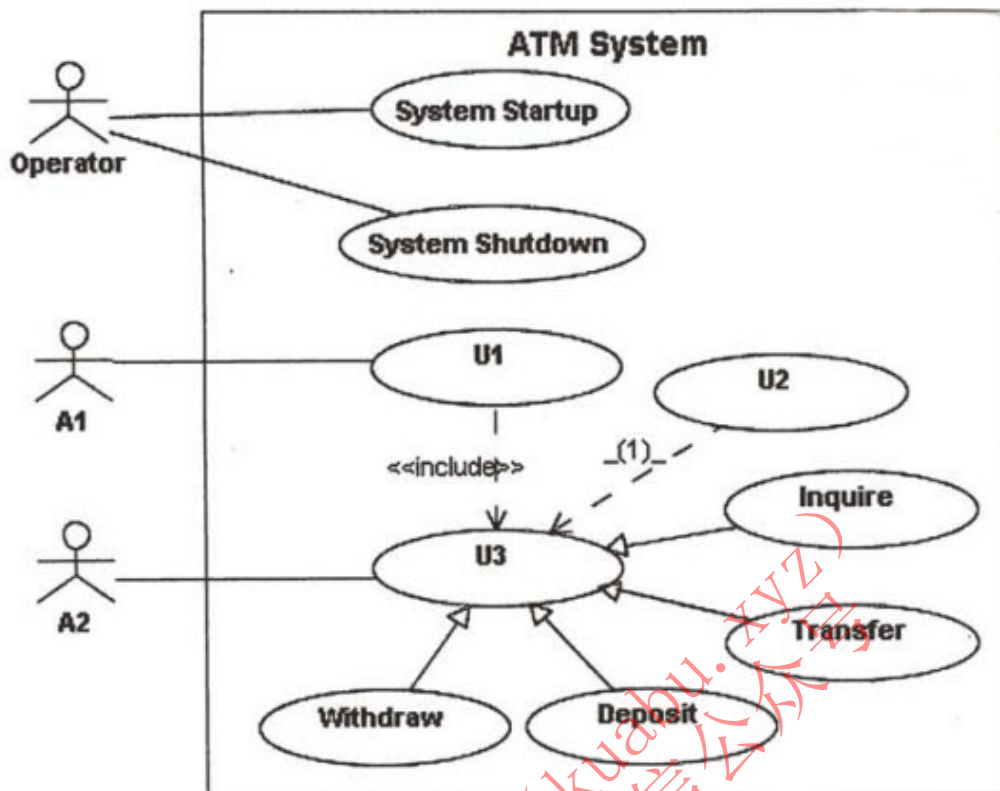 ATM System
System Startup
Operator
System Shutdown
U1
U2
A1
<<include>>
_(1)_
Inquire
U3
A2
Transfer
Withdraw
Deposit